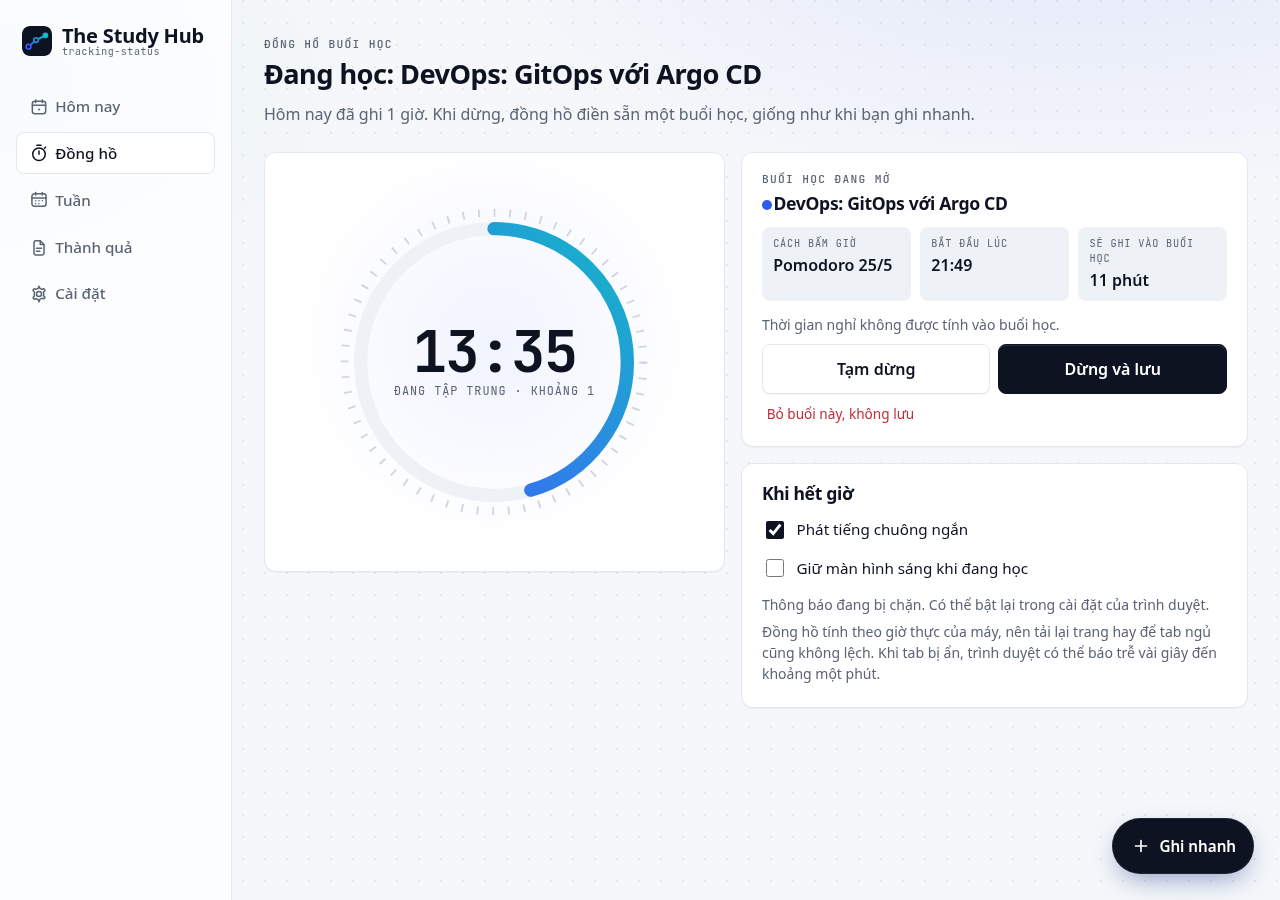 The Study Hub
tracking-status
Hôm nay
Đồng hồ
Tuần
Thành quả
Cài đặt
ĐỒNG HỒ BUỔI HỌC
Đang học: DevOps: GitOps với Argo CD
Hôm nay đã ghi 1 giờ. Khi dừng, đồng hồ điền sẵn một buổi học, giống như khi bạn ghi nhanh.
13:35
ĐANG TẬP TRUNG · KHOẢNG 1
BUỔI HỌC ĐANG MỞ
DevOps: GitOps với Argo CD
CÁCH BẤM GIỜ
Pomodoro 25/5
BẮT ĐẦU LÚC
21:49
SẼ GHI VÀO BUỔI
HỌC
11 phút
Thời gian nghỉ không được tính vào buổi học.
Tạm dừng
Dừng và lưu
Bỏ buổi này, không lưu
Khi hết giờ
Phát tiếng chuông ngắn
Giữ màn hình sáng khi đang học
Thông báo đang bị chặn. Có thể bật lại trong cài đặt của trình duyệt.
Đồng hồ tính theo giờ thực của máy, nên tải lại trang hay để tab ngủ
cũng không lệch. Khi tab bị ẩn, trình duyệt có thể báo trễ vài giây đến
khoảng một phút.
Ghi nhanh